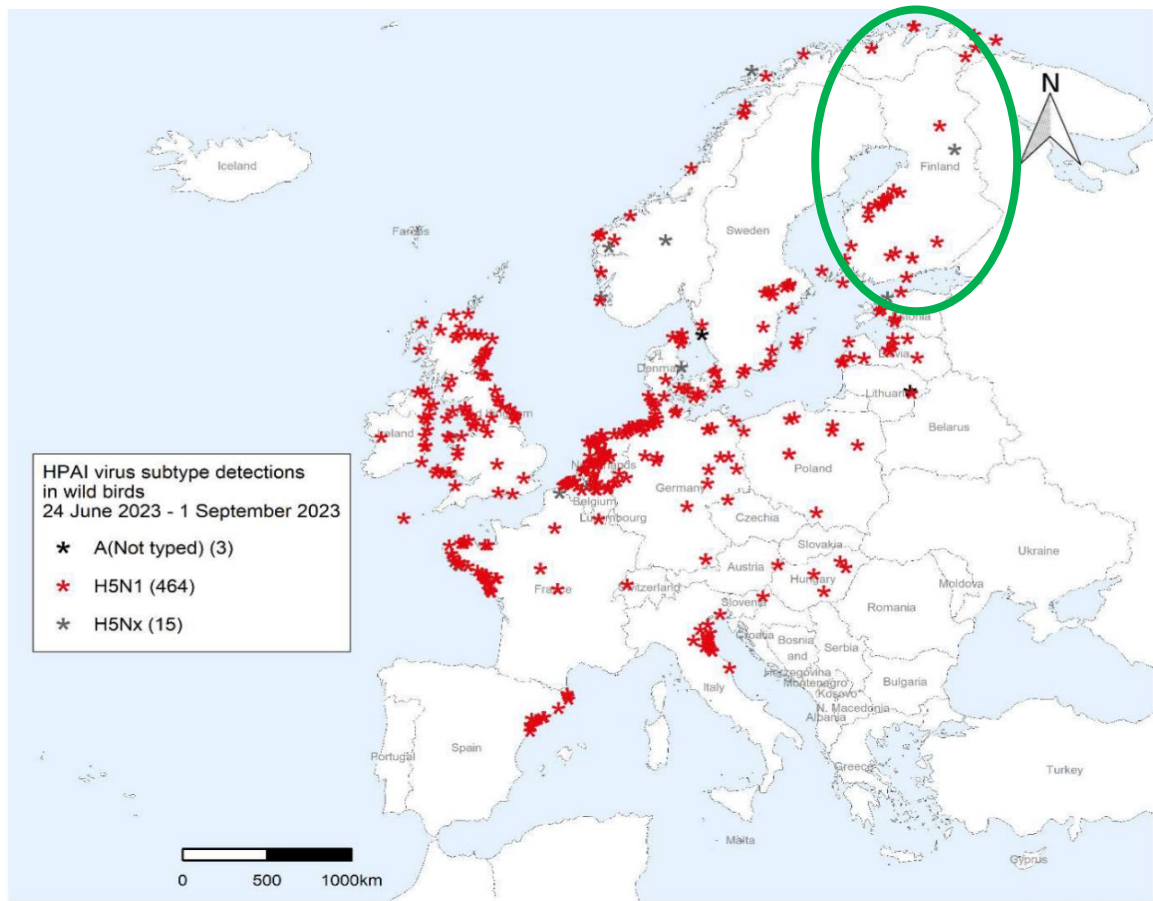 N
Iceland
Finland
Faroes
Sweden
Estonia
Latvia
Denmark
Lithuania
United Kingdom
Ireland
Belarus
Netherlands
Poland
Germany
Belgium
Luxembourg
Czechia
Ukraine
Slovakia
Austria
Hungary
Moldova
France
Switzerland
Slovenia
Romania
Croatia
Bosnia
and
Herzegovina
Serbia
Montenegro
Kosovo
Bulgaria
Italy
N. Macedonia
Albania
Portugal
Spain
Greece
Turkey
Malta
Cyprus
HPAI virus subtype detections
in wild birds
24 June 2023 - 1 September 2023
* A(Not typed) (3)
* H5N1 (464)
* H5Nx (15)
0 500 1000km